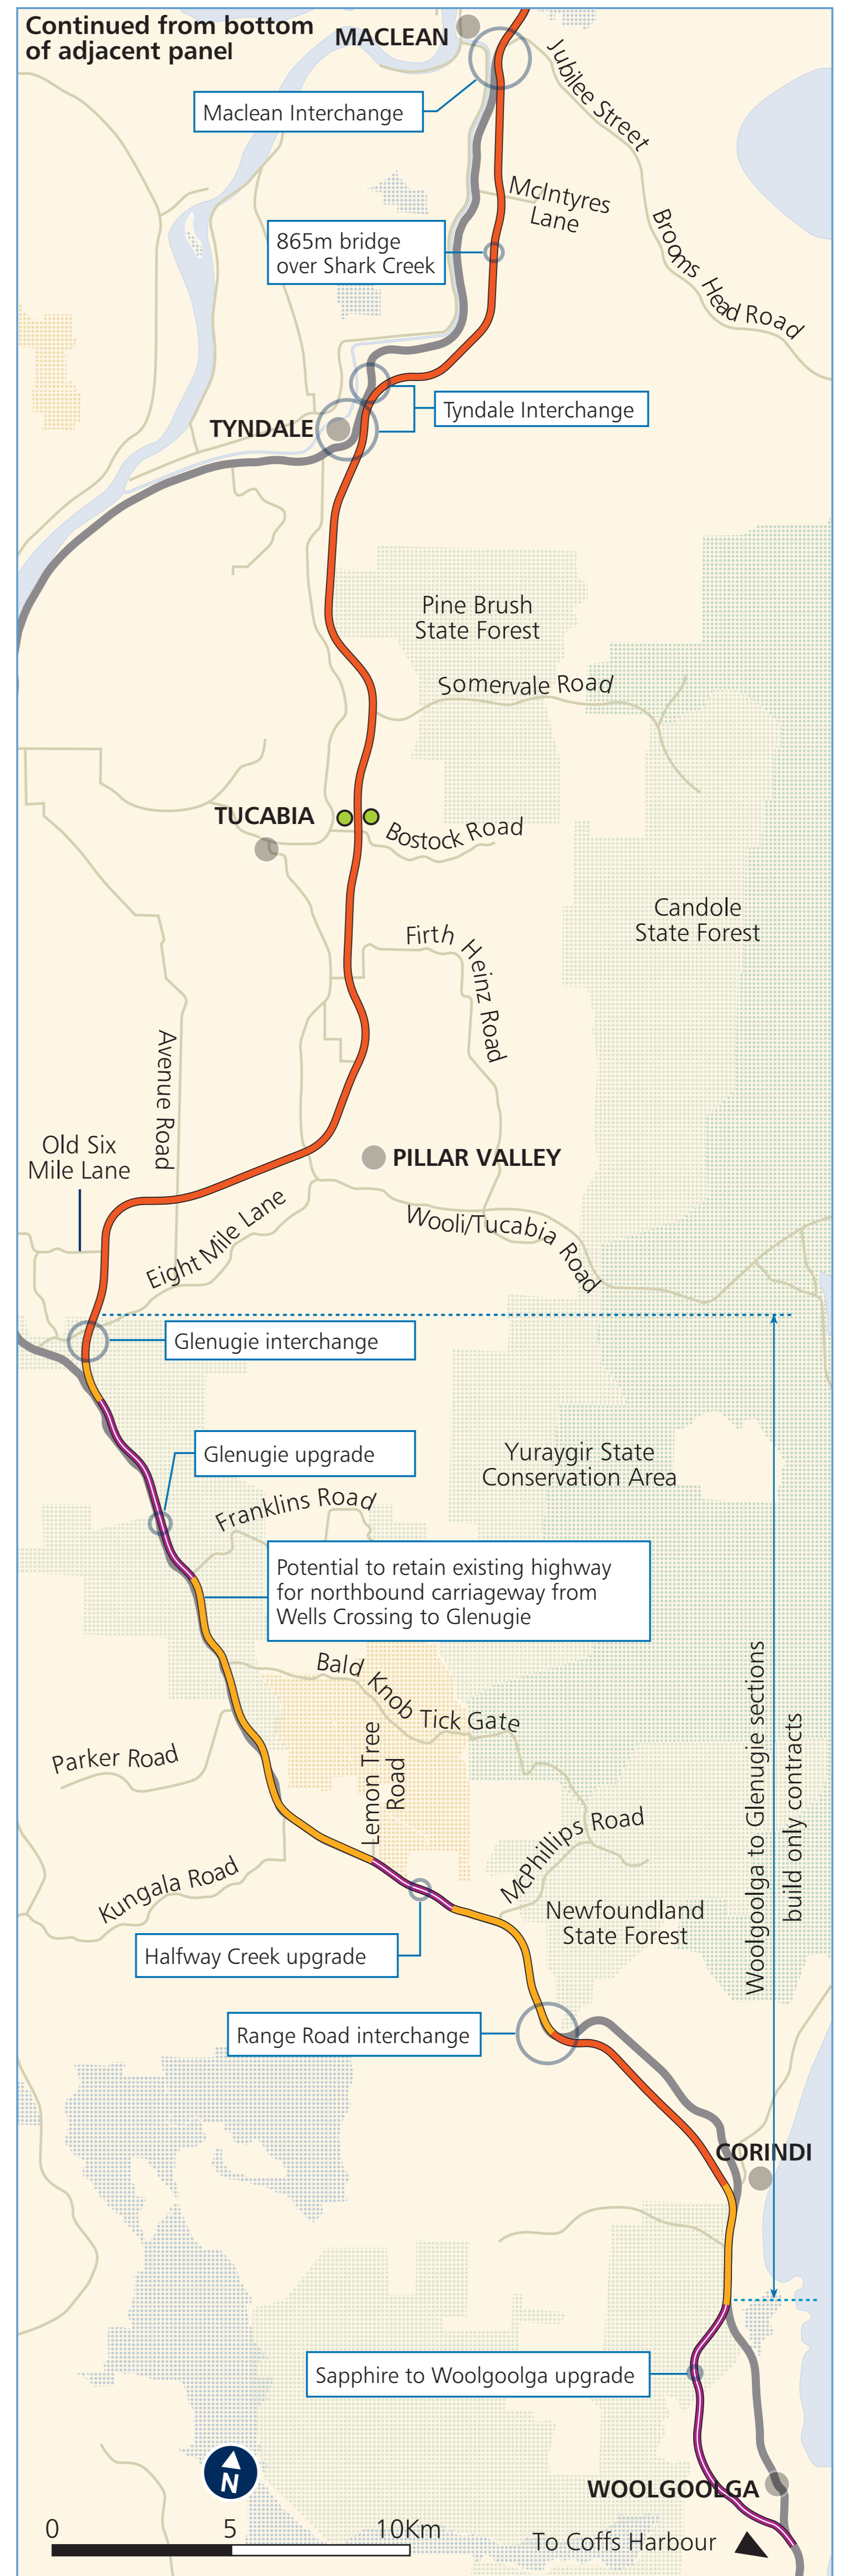 Continued from bottom
of adjacent panel
MACLEAN
Jubilee Street
Maclean Interchange
McIntyres
Lane
Brooms Head Road
865m bridge
over Shark Creek
Tyndale Interchange
TYNDALE
Pine Brush
State Forest
Somervale Road
TUCABIA
Bostock Road
Candole
State Forest
Firth Heinz Road
Avenue Road
Old Six
Mile Lane
PILLAR VALLEY
Eight Mile Lane
Wooli/Tucabia Road
Glenugie interchange
Glenugie upgrade
Yuraygir State
Conservation Area
Franklins Road
Potential to retain existing highway
for northbound carriageway from
Wells Crossing to Glenugie
Bald Knob Tick Gate
Parker Road
Lemon Tree
Road
Woolgoolga to Glenugie sections
build only contracts
McPhillips Road
Kungala Road
Newfoundland
State Forest
Halfway Creek upgrade
Range Road interchange
CORINDI
Sapphire to Woolgoolga upgrade
N
WOOLGOOLGA
0 5 10Km
To Coffs Harbour